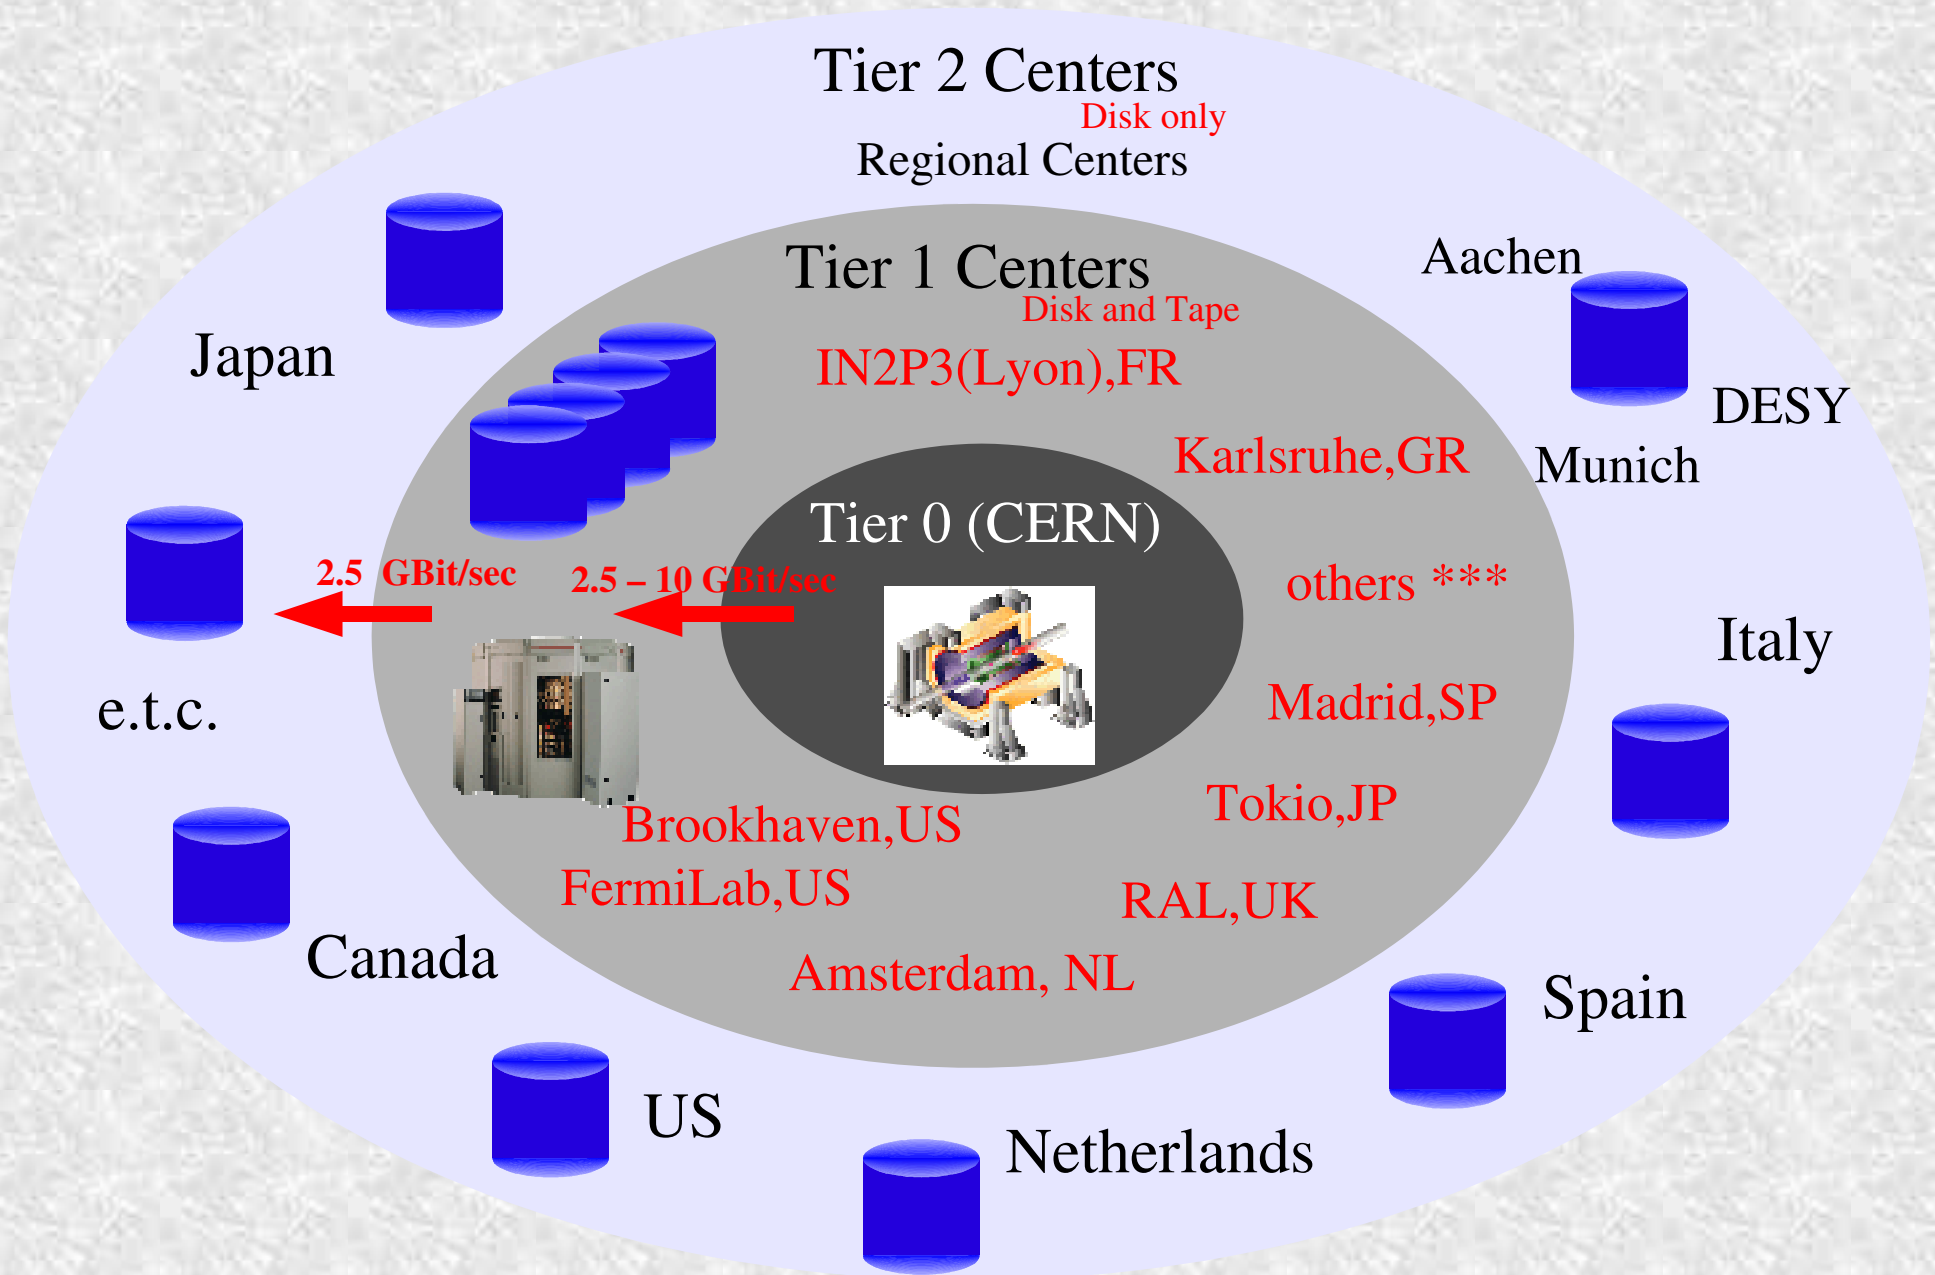 Tier 2 Centers
Disk only
Regional Centers
Tier 1 Centers
Disk and Tape
IN2P3(Lyon),FR
Aachen
DESY
Munich
Japan
Karlsruhe,GR
Tier 0 (CERN)
2.5 GBit/sec
2.5 – 10 GBit/sec
others ***
Italy
e.t.c.
Madrid,SP
Tokio,JP
Brookhaven,US
FermiLab,US
RAL,UK
Canada
Amsterdam, NL
Spain
US
Netherlands